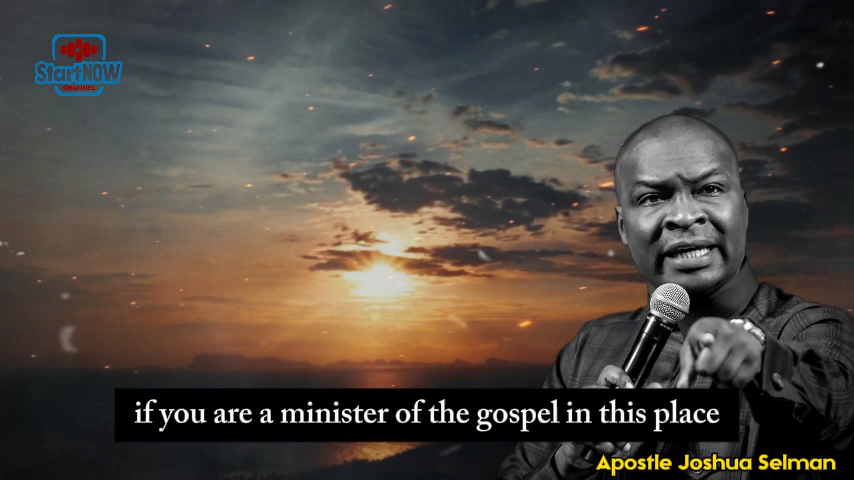 StartNOW
CHANNEL
if you are a minister of the gospel in this place
Apostle Joshua Selman